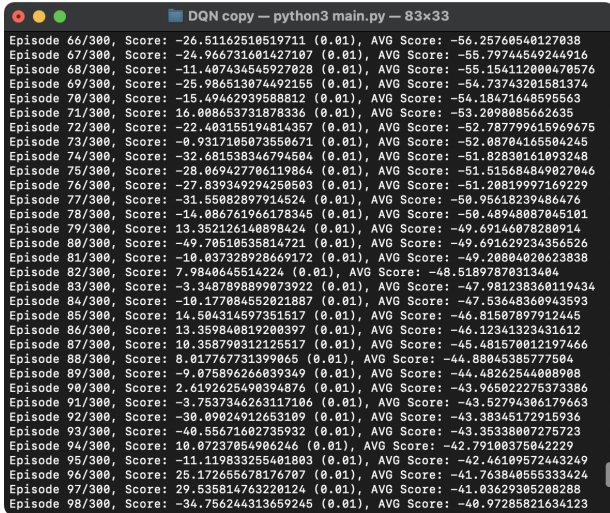 DQN copy — python3 main.py — 83×33
Episode 66/300, Score: -26.51162510519711 (0.01), AVG Score: -56.25760540127038
Episode 67/300, Score: -24.966731601427107 (0.01), AVG Score: -55.79744549244916
Episode 68/300, Score: -11.407434545927028 (0.01), AVG Score: -55.154112000470576
Episode 69/300, Score: -25.986513074492155 (0.01), AVG Score: -54.73743201581374
Episode 70/300, Score: -15.49462939588812 (0.01), AVG Score: -54.18471648595563
Episode 71/300, Score: 16.008653731878336 (0.01), AVG Score: -53.2098085662635
Episode 72/300, Score: -22.403155194814357 (0.01), AVG Score: -52.787799615969675
Episode 73/300, Score: -0.9317105073550671 (0.01), AVG Score: -52.08704165504245
Episode 74/300, Score: -32.681538346794504 (0.01), AVG Score: -51.82830161093248
Episode 75/300, Score: -28.069427706119864 (0.01), AVG Score: -51.515684849027046
Episode 76/300, Score: -27.839349294250503 (0.01), AVG Score: -51.20819997169229
Episode 77/300, Score: -31.55082897914524 (0.01), AVG Score: -50.95618239486476
Episode 78/300, Score: -14.086761966178345 (0.01), AVG Score: -50.48948087045101
Episode 79/300, Score: 13.352126140898424 (0.01), AVG Score: -49.69146078280914
Episode 80/300, Score: -49.70510535814721 (0.01), AVG Score: -49.691629234356526
Episode 81/300, Score: -10.037328928669172 (0.01), AVG Score: -49.20804020623838
Episode 82/300, Score: 7.9840645514224 (0.01), AVG Score: -48.51897870313404
Episode 83/300, Score: -3.3487898899073922 (0.01), AVG Score: -47.981238360119434
Episode 84/300, Score: -10.177084552021887 (0.01), AVG Score: -47.53648360943593
Episode 85/300, Score: 14.504314597351517 (0.01), AVG Score: -46.81507897912445
Episode 86/300, Score: 13.359840819200397 (0.01), AVG Score: -46.12341323431612
Episode 87/300, Score: 10.358790312125517 (0.01), AVG Score: -45.481570012197466
Episode 88/300, Score: 8.017767731399065 (0.01), AVG Score: -44.88045385777504
Episode 89/300, Score: -9.075896266039349 (0.01), AVG Score: -44.48262544008908
Episode 90/300, Score: 2.6192625490394876 (0.01), AVG Score: -43.965022275373386
Episode 91/300, Score: -3.7537346263117106 (0.01), AVG Score: -43.52794306179663
Episode 92/300, Score: -30.09024912653109 (0.01), AVG Score: -43.38345172915936
Episode 93/300, Score: -40.55671602735932 (0.01), AVG Score: -43.35338007275723
Episode 94/300, Score: 10.07237054906246 (0.01), AVG Score: -42.79100375042229
Episode 95/300, Score: -11.119833255401803 (0.01), AVG Score: -42.46109572443249
Episode 96/300, Score: 25.172655678176707 (0.01), AVG Score: -41.763840555333424
Episode 97/300, Score: 29.535814763220124 (0.01), AVG Score: -41.03629305208288
Episode 98/300, Score: -34.756244313659245 (0.01), AVG Score: -40.97285821634123